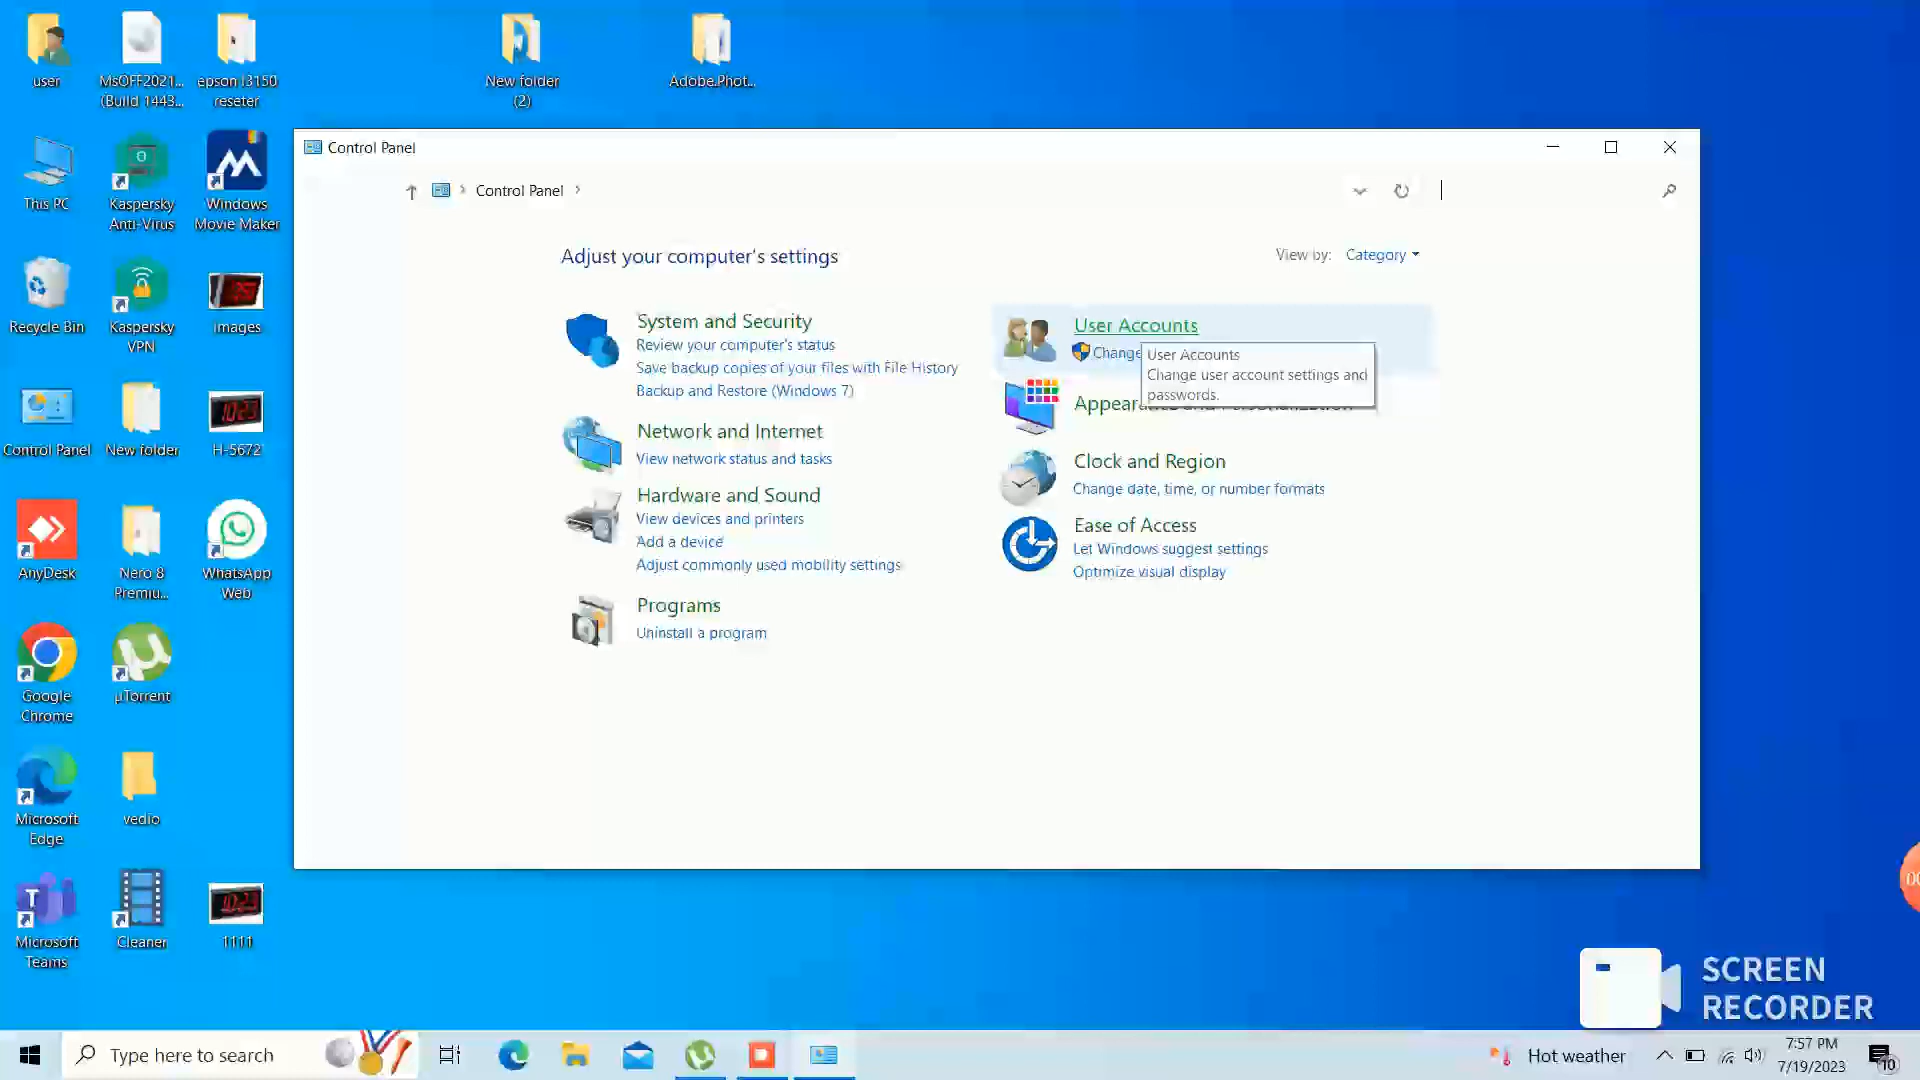 user
MsOFF2021...
(Build 1443...
epson l3150
reseter
New folder
(2)
Adobe.Phot...
This PC
Kaspersky
Anti-Virus
Windows
Movie Maker
Recycle Bin
Kaspersky
VPN
images
Control Panel
New folder
H-5672
AnyDesk
Nero 8
Premiu...
WhatsApp
Web
Google
Chrome
µTorrent
Microsoft
Edge
vedio
Microsoft
Teams
Cleaner
1111
Control Panel
Control Panel
Adjust your computer's settings
View by: Category
System and Security
Review your computer's status
Save backup copies of your files with File History
Backup and Restore (Windows 7)
Network and Internet
View network status and tasks
Hardware and Sound
View devices and printers
Add a device
Adjust commonly used mobility settings
Programs
Uninstall a program
User Accounts
Change
User Accounts
Change user account settings and
passwords.
Appearance and Personalization
Clock and Region
Change date, time, or number formats
Ease of Access
Let Windows suggest settings
Optimize visual display
SCREEN
RECORDER
00
Type here to search
Hot weather
7:57 PM
7/19/2023
10